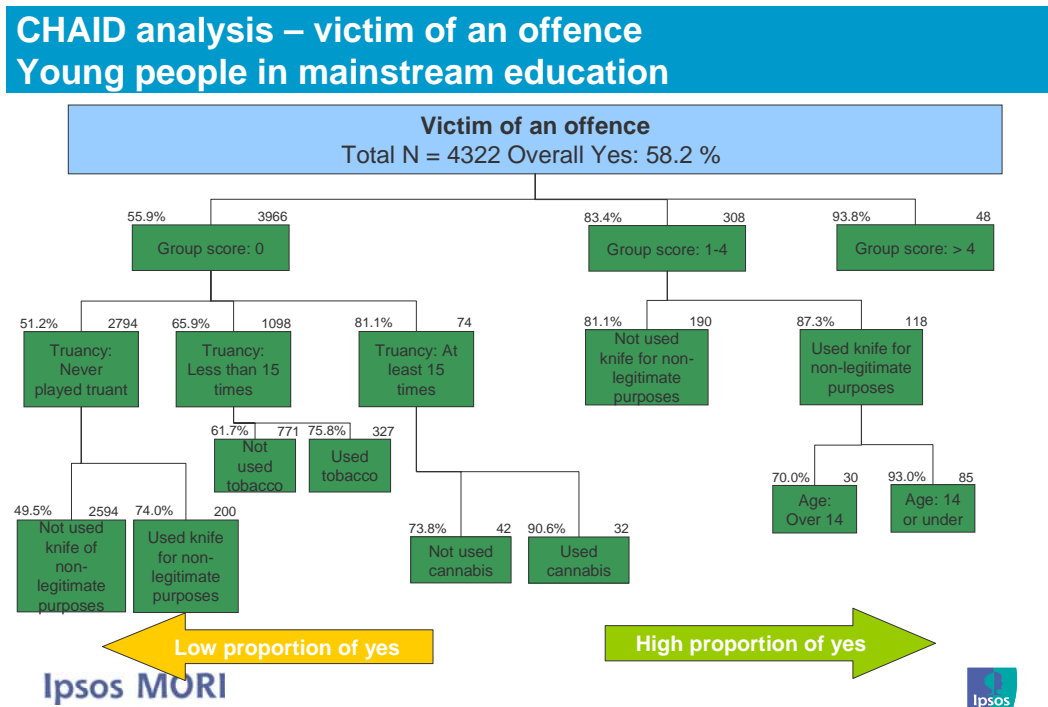 CHAID analysis – victim of an offence
Young people in mainstream education
Victim of an offence
Total N = 4322 Overall Yes: 58.2 %
55.9% 3966
Group score: 0
83.4% 308
Group score: 1-4
93.8% 48
Group score: > 4
51.2% 2794
Truancy:
Never
played truant
65.9% 1098
Truancy:
Less than 15
times
81.1% 74
Truancy: At
least 15
times
81.1% 190
Not used
knife for non-
legitimate
purposes
87.3% 118
Used knife for
non-legitimate
purposes
61.7% 771
Not
used
tobacco
75.8% 327
Used
tobacco
70.0% 30
Age:
Over 14
93.0% 85
Age: 14
or under
49.5% 2594
Not used
knife of
non-
legitimate
purposes
74.0% 200
Used knife
for non-
legitimate
purposes
73.8% 42
Not used
cannabis
90.6% 32
Used
cannabis
Low proportion of yes
High proportion of yes
Ipsos MORI
Ipsos